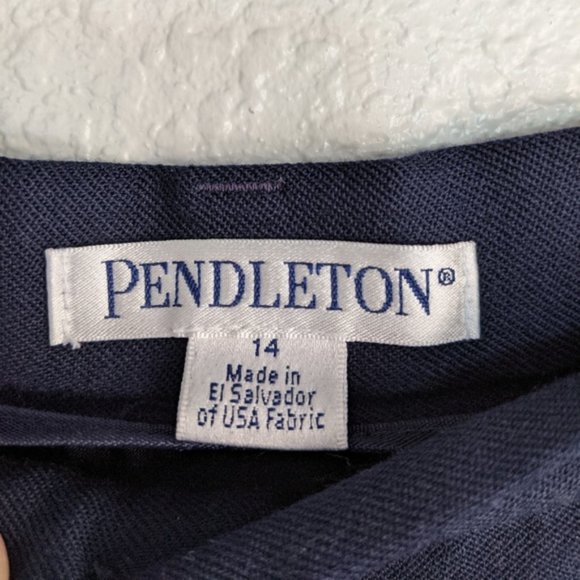 PENDLETON®
14
Made in
El Salvador
of USA Fabric